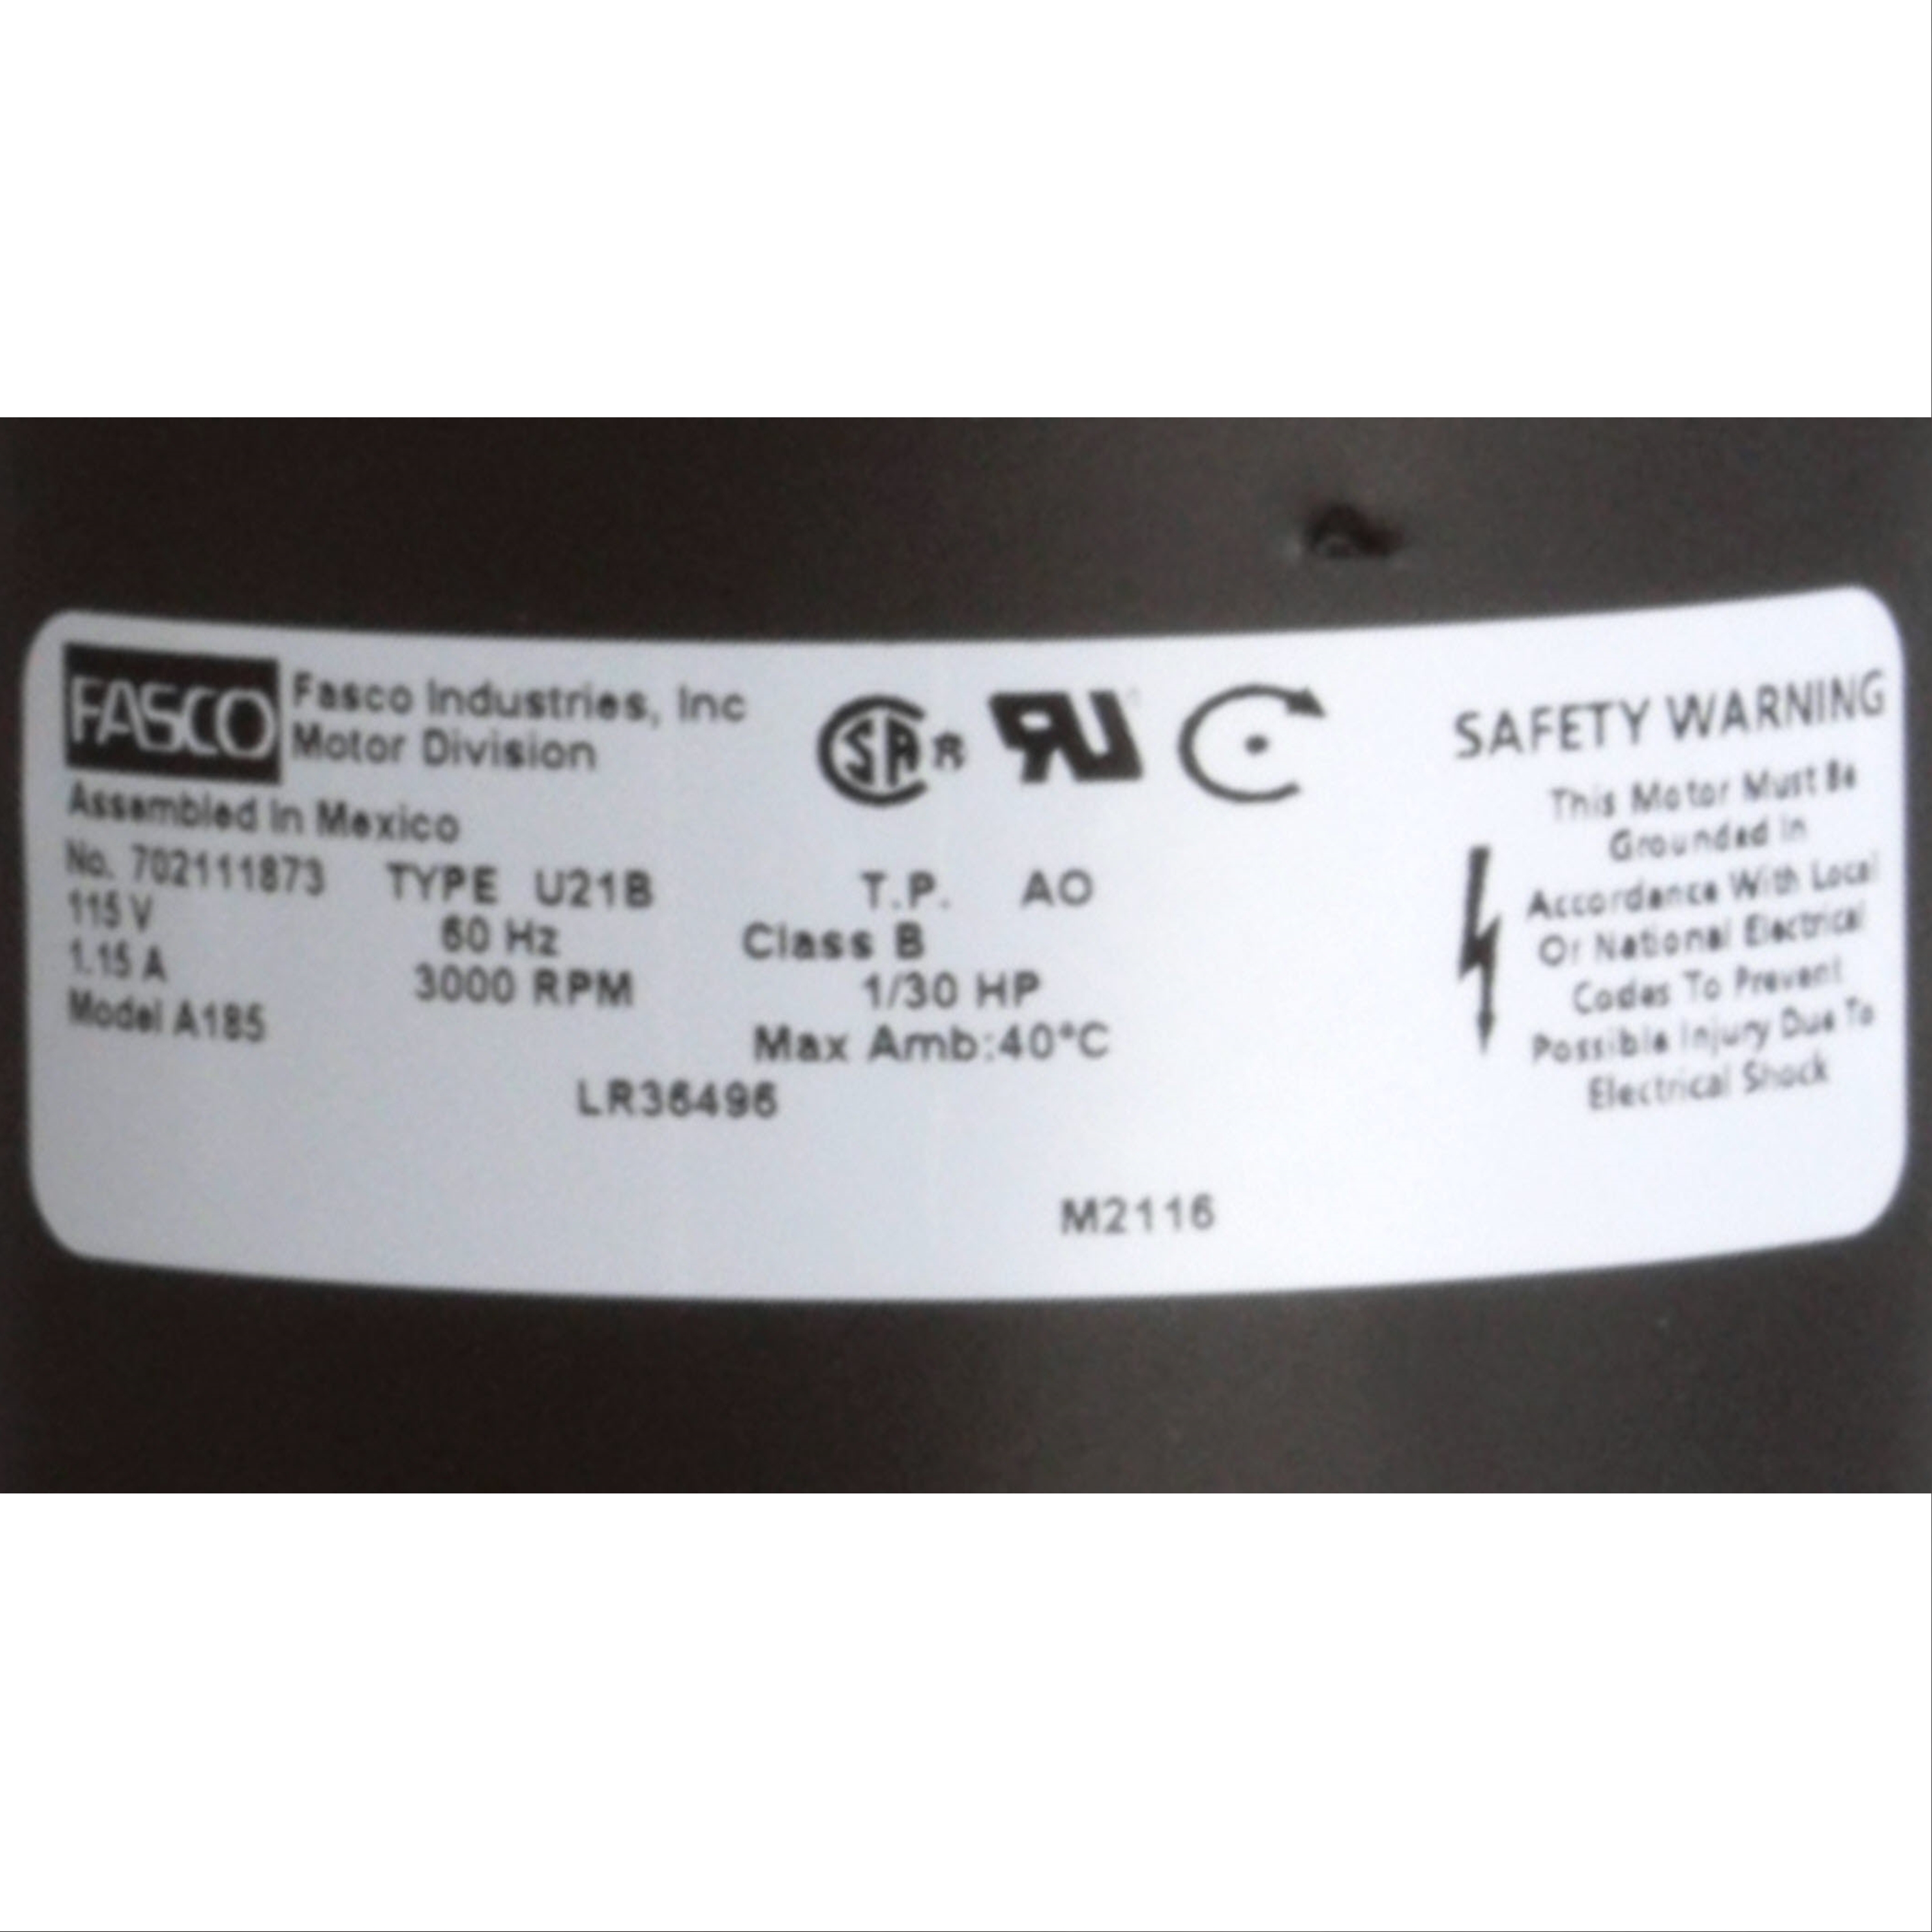 FASCO
Fasco Industries, Inc
Motor Division
Assembled In Mexico
No. 702111873 TYPE U21B T.P. AO
115 V 60 Hz Class B
1.15 A 3000 RPM 1/30 HP
Model A185 Max Amb:40°C
LR36496
M2116
SAFETY WARNING
This Motor Must Be
Grounded In
Accordance With Local
Or National Electrical
Codes To Prevent
Possible Injury Due To
Electrical Shock